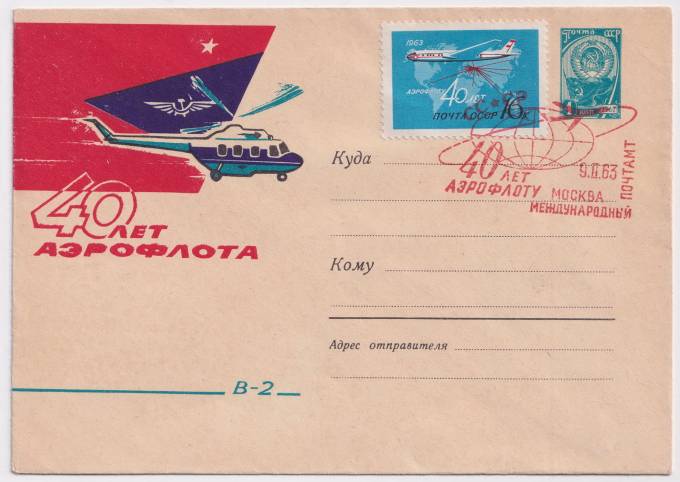 40 ЛЕТ
АЭРОФЛОТА
В-2
1963
АЭРОФЛОТУ
40 ЛЕТ
ПОЧТА СССР
К
почта СССР
40 ЛЕТ
АЭРОФЛОТУ
9.II.63
МОСКВА
МЕЖДУНАРОДНЫЙ
ПОЧТАМТ
Куда
Кому
Адрес отправителя